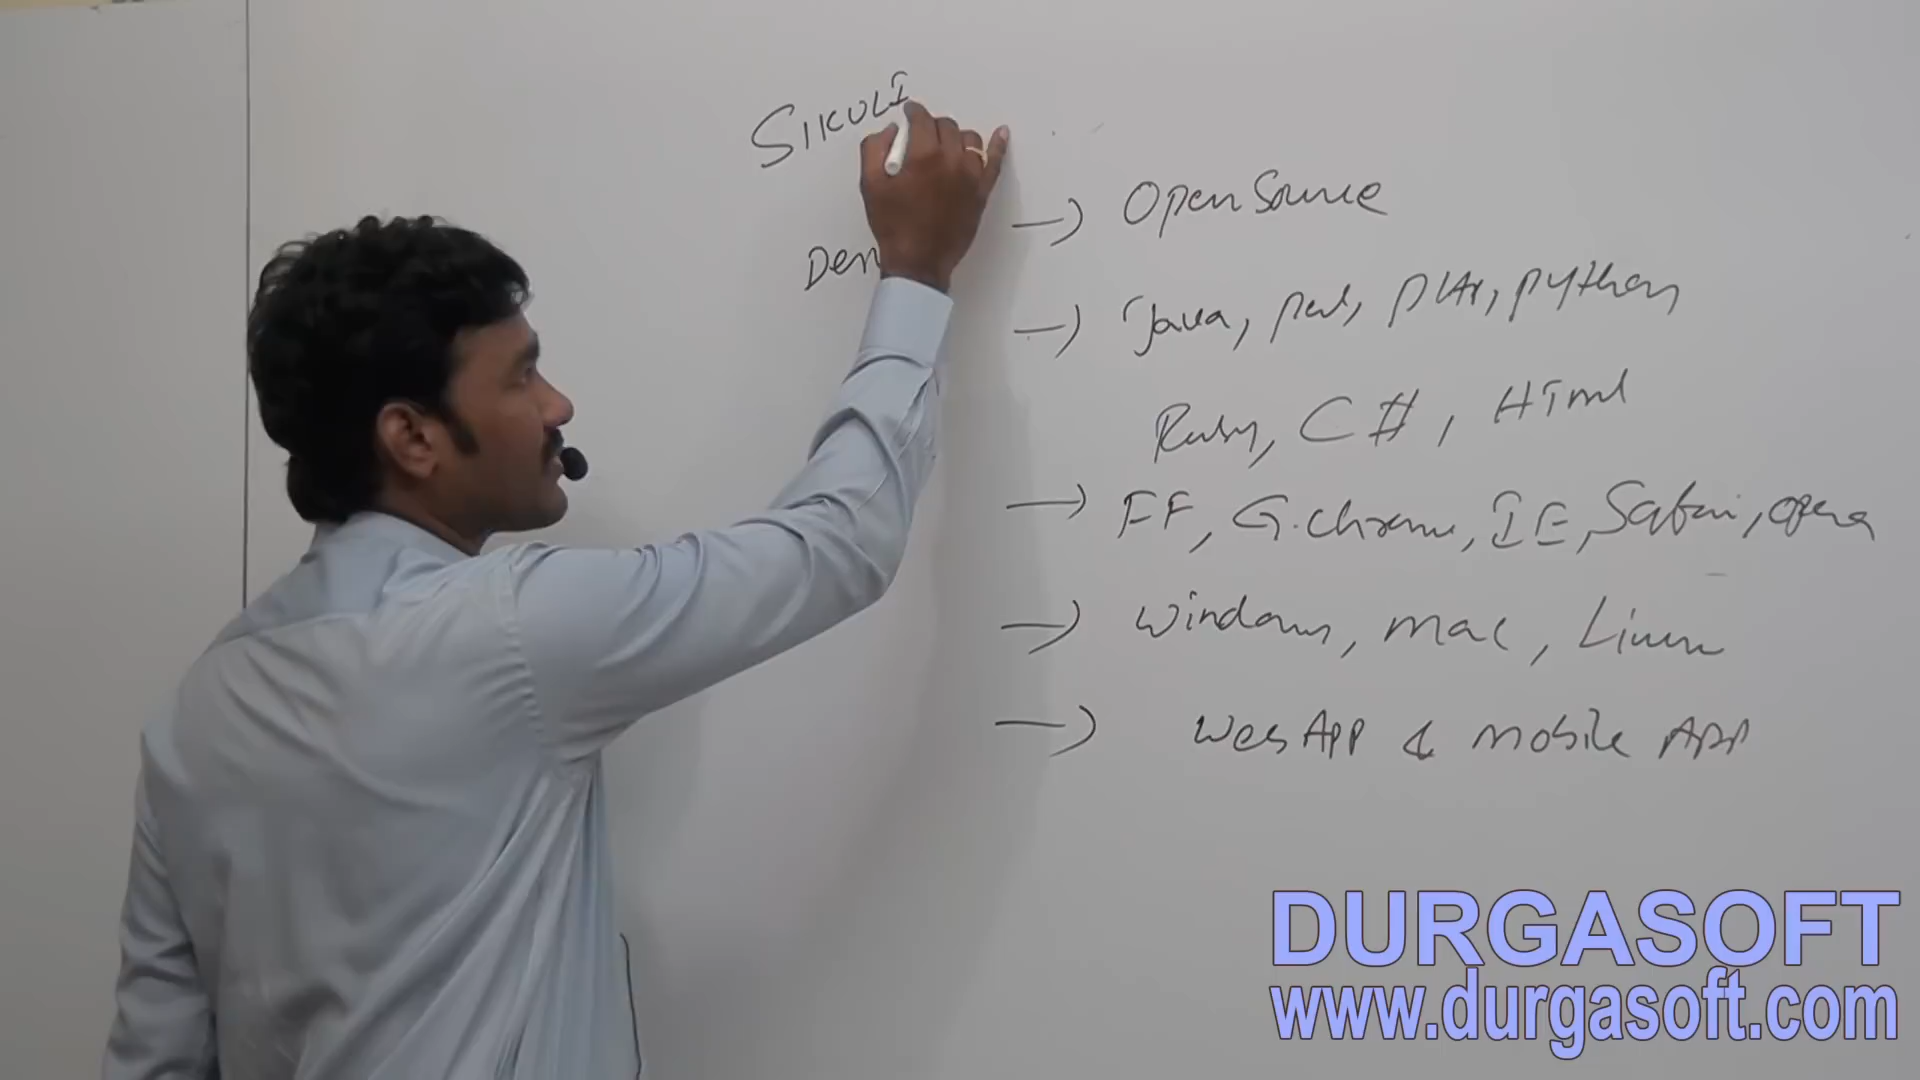 SIKULI
→ Open Source
Den
→ Java, perl, php, python
Ruby, C#, Html
→ FF, G.chrome, IE, Safari, opera
→ windows, mac, Linux
→ Web App & mobile APP
DURGASOFT
www.durgasoft.com